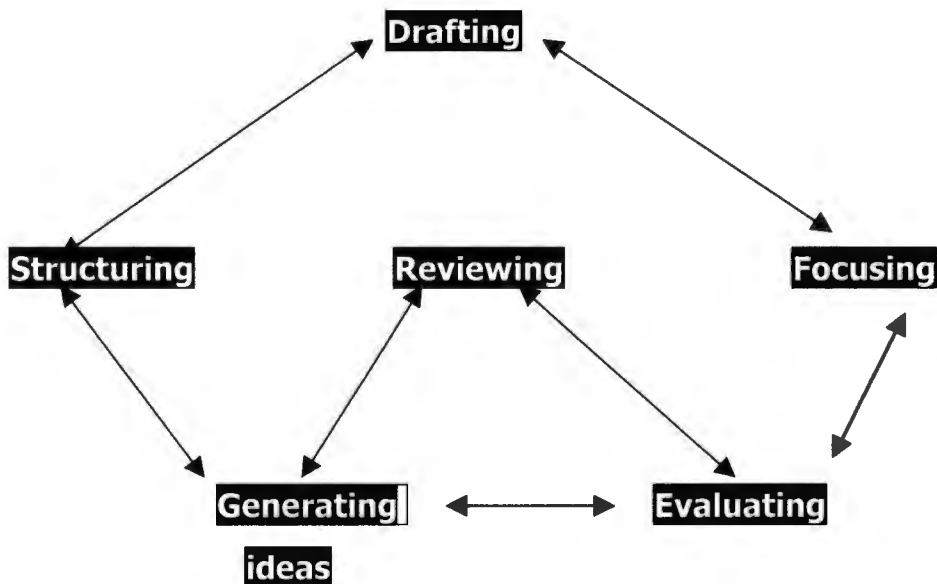 Drafting
Structuring
Reviewing
Focusing
Generating
ideas
Evaluating